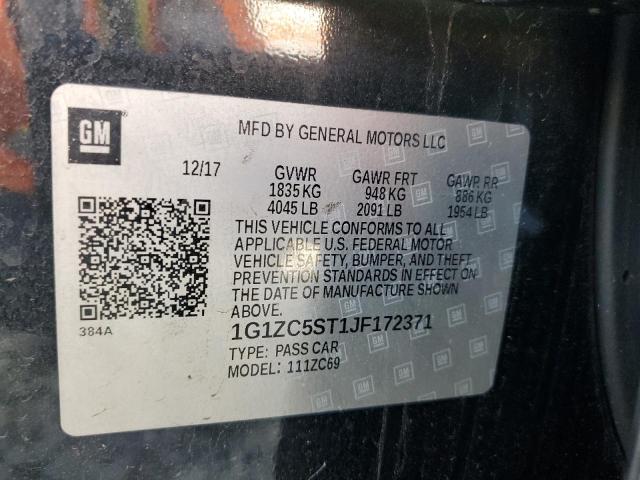 GM
MFD BY GENERAL MOTORS LLC
12/17
GVWR GAWR FRT GAWR RR
1835 KG 948 KG 886 KG
4045 LB 2091 LB 1954 LB
THIS VEHICLE CONFORMS TO ALL
APPLICABLE U.S. FEDERAL MOTOR
VEHICLE SAFETY, BUMPER, AND THEFT
PREVENTION STANDARDS IN EFFECT ON
THE DATE OF MANUFACTURE SHOWN
ABOVE.
384A
1G1ZC5ST1JF172371
TYPE: PASS CAR
MODEL: 111ZC69